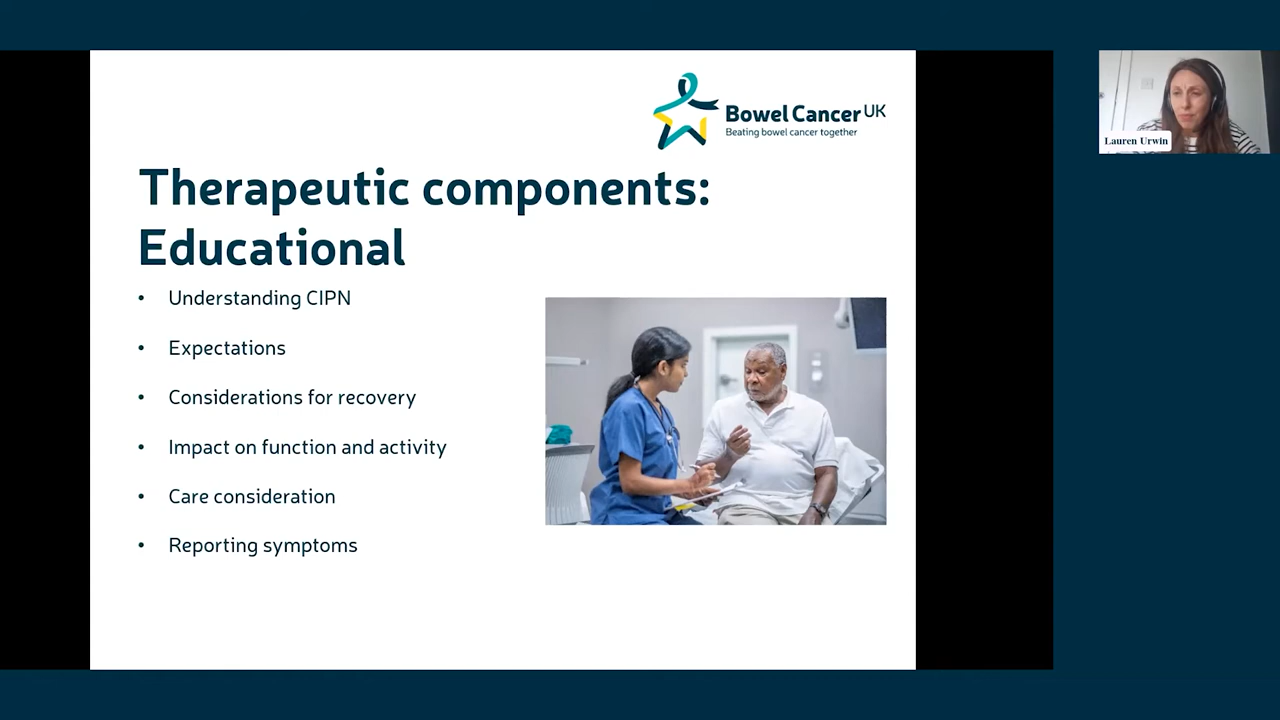 Bowel Cancer UK
Beating bowel cancer together
Lauren Urwin
Therapeutic components:
Educational
• Understanding CIPN
• Expectations
• Considerations for recovery
• Impact on function and activity
• Care consideration
• Reporting symptoms